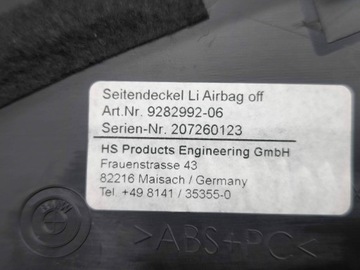 Seitendeckel Li Airbag off
Art.Nr. 9282992-06
Serien-Nr. 207260123
HS Products Engineering GmbH
Frauenstrasse 43
82216 Maisach / Germany
Tel. +49 8141 / 35355-0
BMW
>ABS+PC<